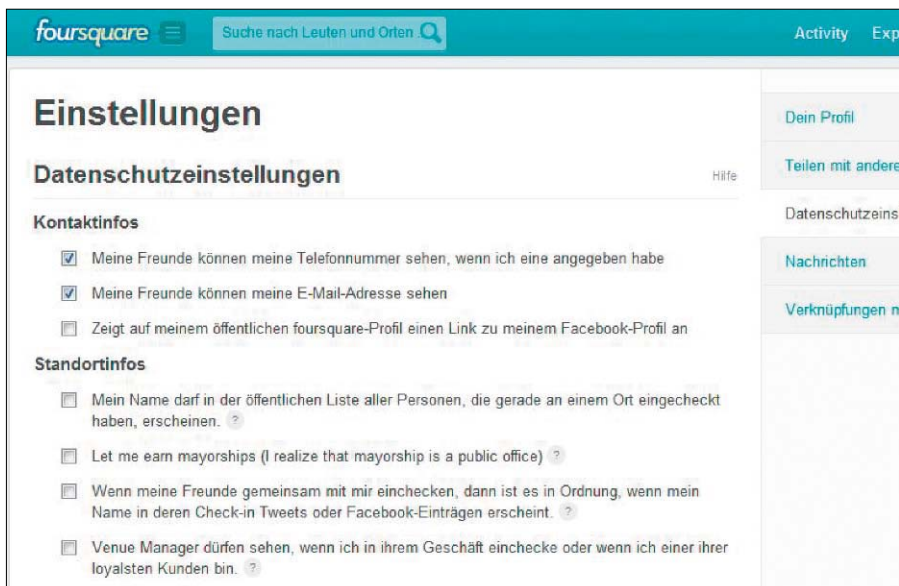 foursquare
Suche nach Leuten und Orten
Activity
Exp
Einstellungen
Datenschutzeinstellungen
Hilfe
Kontaktinfos
Meine Freunde können meine Telefonnummer sehen, wenn ich eine angegeben habe
Meine Freunde können meine E-Mail-Adresse sehen
Zeigt auf meinem öffentlichen foursquare-Profil einen Link zu meinem Facebook-Profil an
Standortinfos
Mein Name darf in der öffentlichen Liste aller Personen, die gerade an einem Ort eingecheckt
haben, erscheinen. ?
Let me earn mayorships (I realize that mayorship is a public office) ?
Wenn meine Freunde gemeinsam mit mir einchecken, dann ist es in Ordnung, wenn mein
Name in deren Check-in Tweets oder Facebook-Einträgen erscheint. ?
Venue Manager dürfen sehen, wenn ich in ihrem Geschäft einchecke oder wenn ich einer ihrer
loyalsten Kunden bin. ?
Dein Profil
Teilen mit andere
Datenschutzeins
Nachrichten
Verknüpfungen m